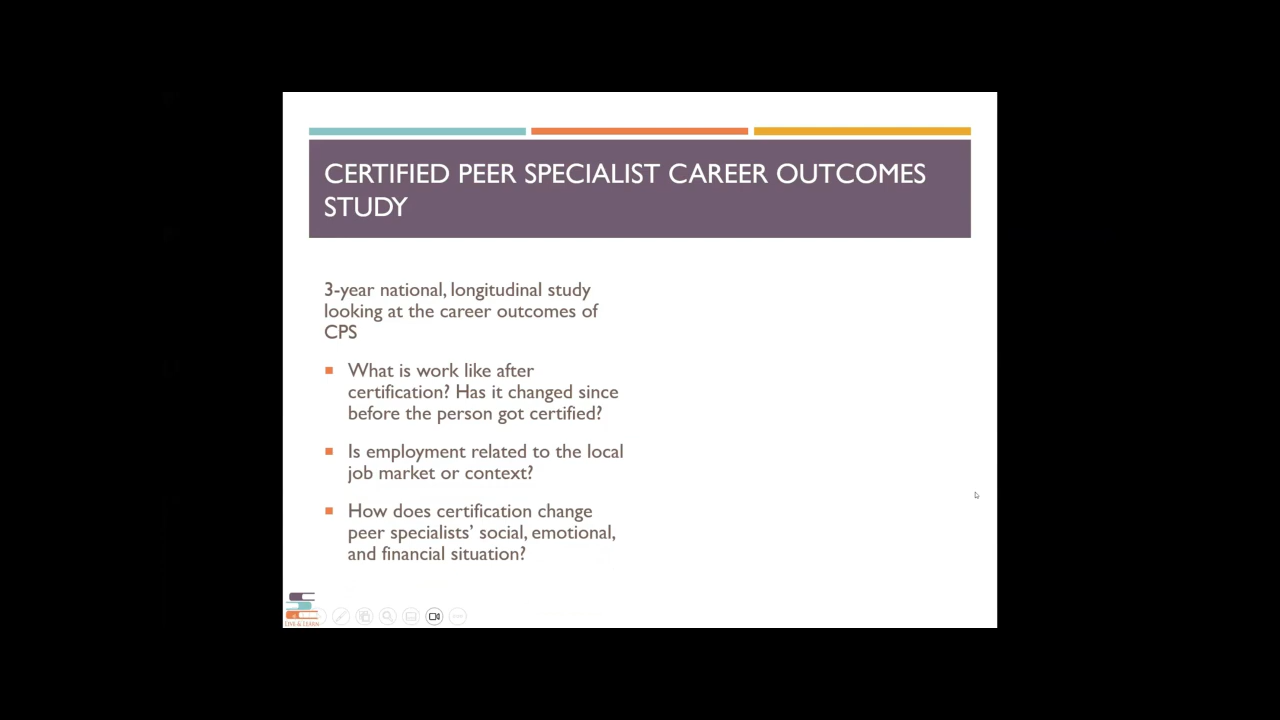 CERTIFIED PEER SPECIALIST CAREER OUTCOMES
STUDY
3-year national, longitudinal study
looking at the career outcomes of
CPS
What is work like after
certification? Has it changed since
before the person got certified?
Is employment related to the local
job market or context?
How does certification change
peer specialists’ social, emotional,
and financial situation?
LIVE & LEARN